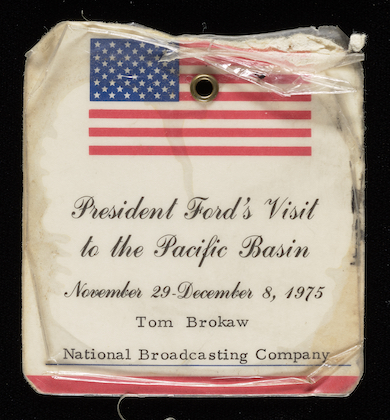 President Ford's Visit
to the Pacific Basin
November 29-December 8, 1975
Tom Brokaw
National Broadcasting Company